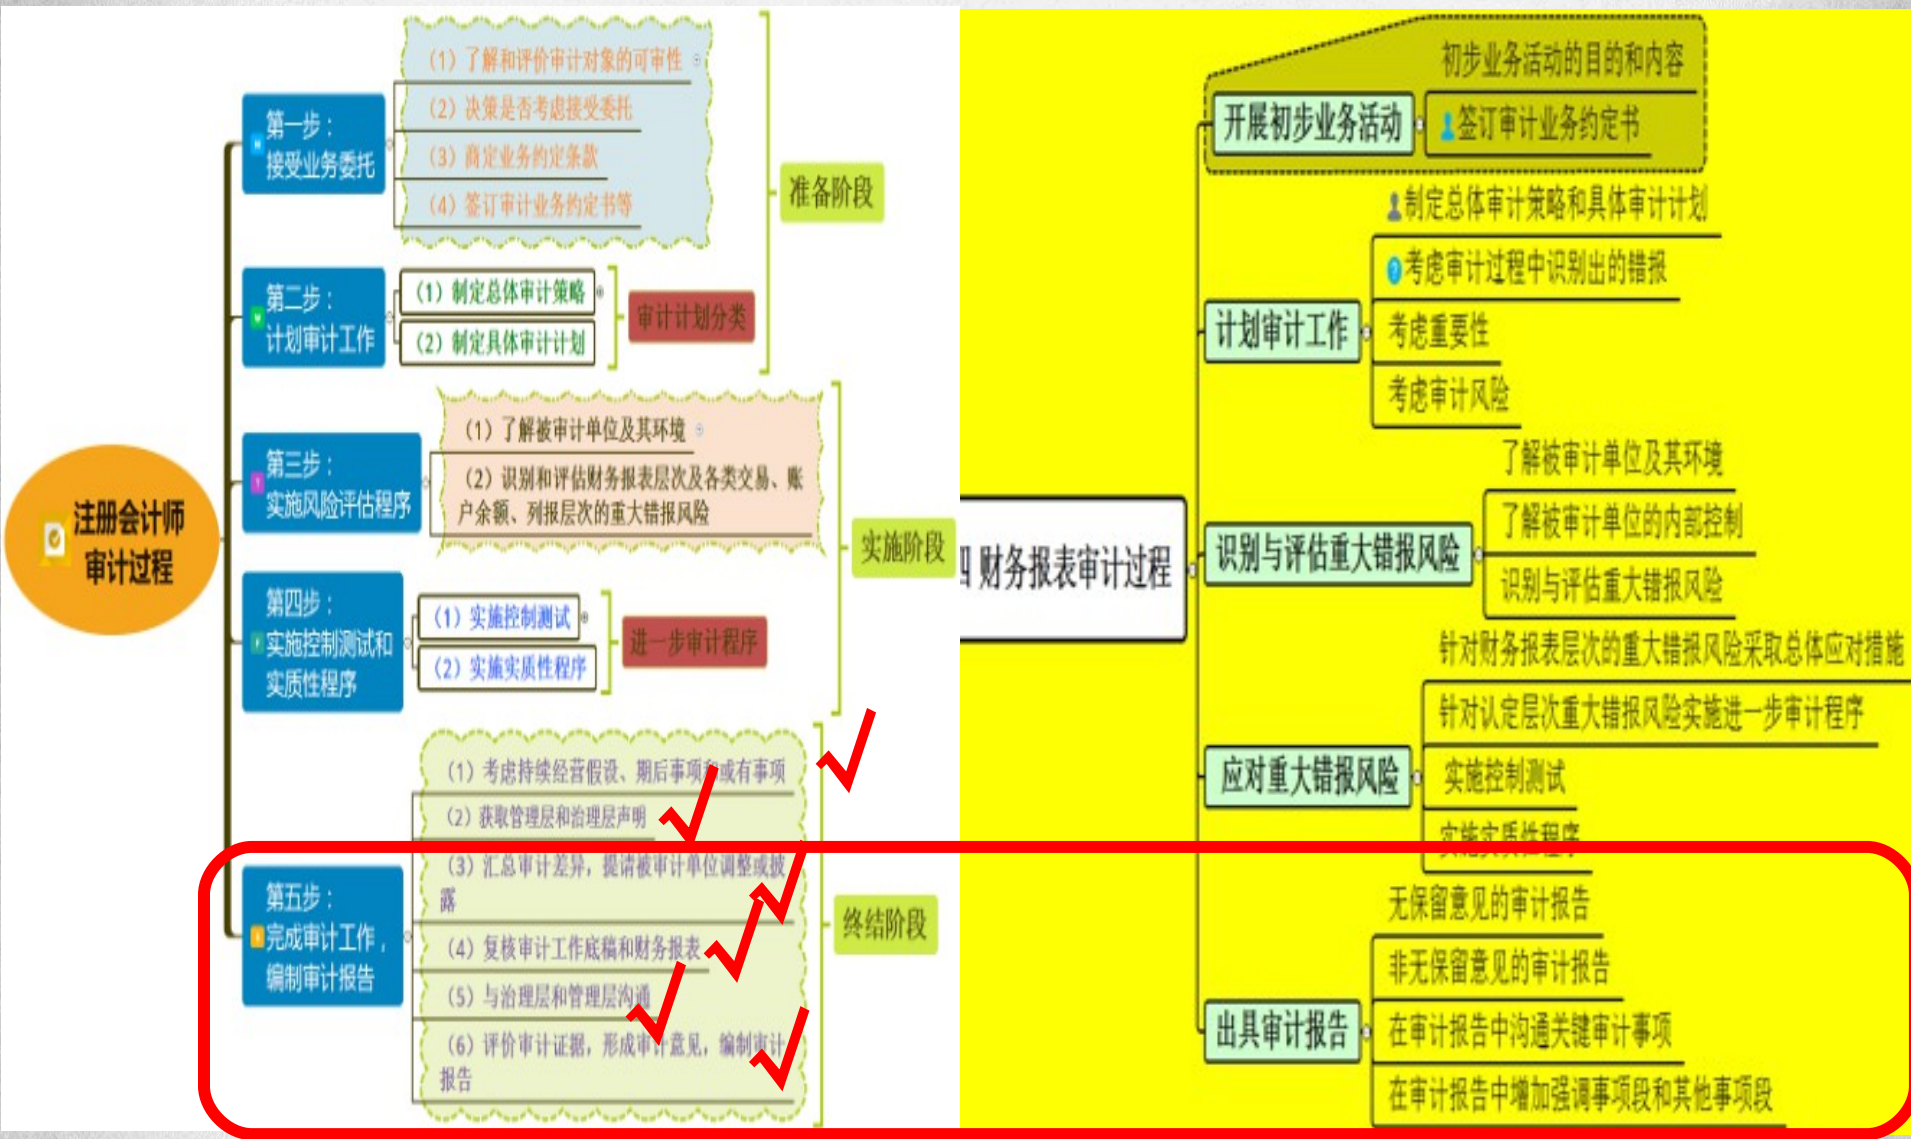 注册会计师
审计过程
第一步：
接受业务委托
（1）了解和评价审计对象的可审性
（2）决策是否考虑接受委托
（3）商定业务约定条款
（4）签订审计业务约定书等
第二步：
计划审计工作
（1）制定总体审计策略
（2）制定具体审计计划
审计计划分类
准备阶段
第三步：
实施风险评估程序
（1）了解被审计单位及其环境
（2）识别和评估财务报表层次及各类交易、账
户余额、列报层次的重大错报风险
第四步：
实施控制测试和
实质性程序
（1）实施控制测试
（2）实施实质性程序
进一步审计程序
实施阶段
第五步：
完成审计工作，
编制审计报告
（1）考虑持续经营假设、期后事项和或有事项
（2）获取管理层和治理层声明
（3）汇总审计差异，提请被审计单位调整或披
露
（4）复核审计工作底稿和财务报表
（5）与治理层和管理层沟通
（6）评价审计证据，形成审计意见，编制审计
报告
终结阶段
四 财务报表审计过程
开展初步业务活动
初步业务活动的目的和内容
签订审计业务约定书
计划审计工作
制定总体审计策略和具体审计计划
考虑审计过程中识别出的错报
考虑重要性
考虑审计风险
识别与评估重大错报风险
了解被审计单位及其环境
了解被审计单位的内部控制
识别与评估重大错报风险
应对重大错报风险
针对财务报表层次的重大错报风险采取总体应对措施
针对认定层次重大错报风险实施进一步审计程序
实施控制测试
实施实质性程序
出具审计报告
无保留意见的审计报告
非无保留意见的审计报告
在审计报告中沟通关键审计事项
在审计报告中增加强调事项段和其他事项段